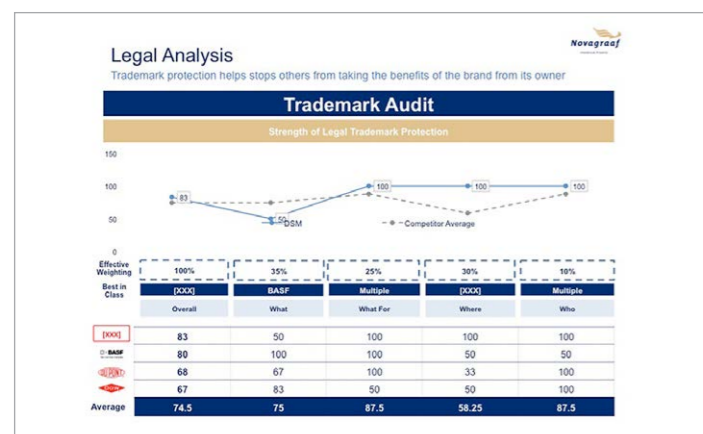 Novagraaf
Legal Analysis
Trademark protection helps stops others from taking the benefits of the brand from its owner
Trademark Audit
Strength of Legal Trademark Protection
150
100
50
0
83
50
100
100
100
DSM
Competitor Average
Effective Weighting 100% 35% 25% 30% 10%
Best in Class [XXX] BASF Multiple [XXX] Multiple
Overall What What For Where Who
[XXX] 83 50 100 100 100
BASF 80 100 100 50 50
68 67 100 33 100
67 83 50 50 100
Average 74.5 75 87.5 58.25 87.5